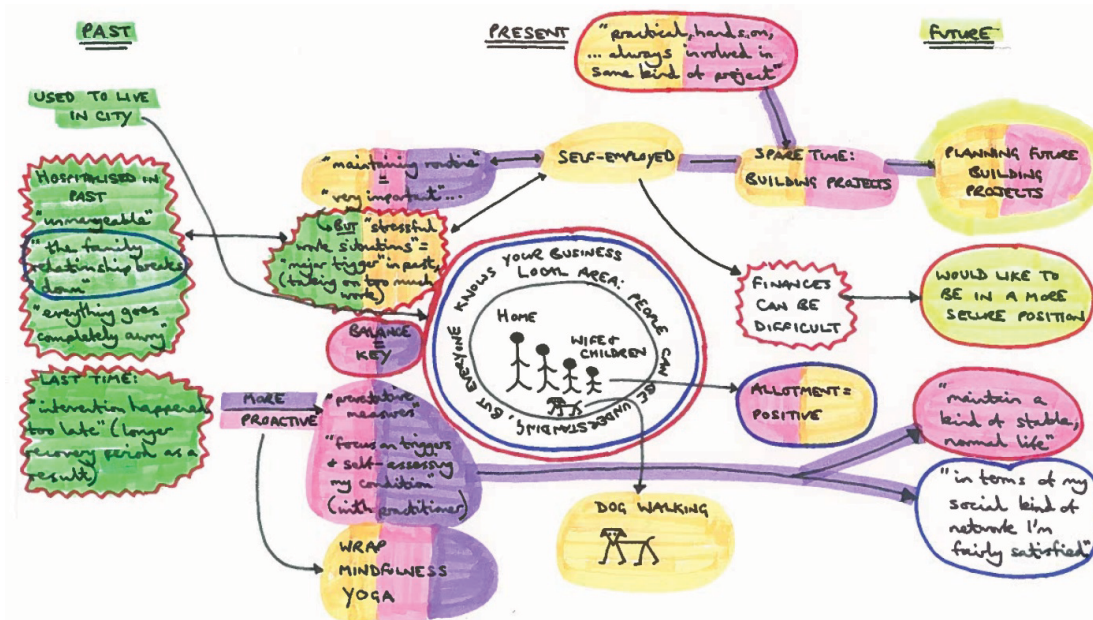 PAST
PRESENT
FUTURE
USED TO LIVE
IN CITY
HOSPITALISED IN
PAST
"unmanageable"
"the family
relationship breaks
down"
"everything goes
completely awry"
LAST TIME:
"intervention happened
too late" (longer
recovery period as a
result)
MORE
PROACTIVE
"practical, hands on,
... always involved in
some kind of project"
"maintaining routine"
=
"very important"...
SELF-EMPLOYED
SPARE TIME:
BUILDING PROJECTS
PLANNING FUTURE
BUILDING
PROJECTS
BUT "stressful
work situations" =
"major trigger" in past,
(taking on too much
work)
BALANCE
=
KEY
LOCAL AREA: PEOPLE CAN BE UNDERSTANDING, BUT EVERYONE KNOWS YOUR BUSINESS
HOME
WIFE +
CHILDREN
FINANCES
CAN BE
DIFFICULT
WOULD LIKE TO
BE IN A MORE
SECURE POSITION
ALLOTMENT =
POSITIVE
"preventative
measures"
"focus on triggers
+ self-assessing
my condition"
(with practitioner)
WRAP
MINDFULNESS
YOGA
DOG WALKING
"maintain a
kind of stable,
normal life"
"in terms of my
social kind of
network I'm
fairly satisfied"